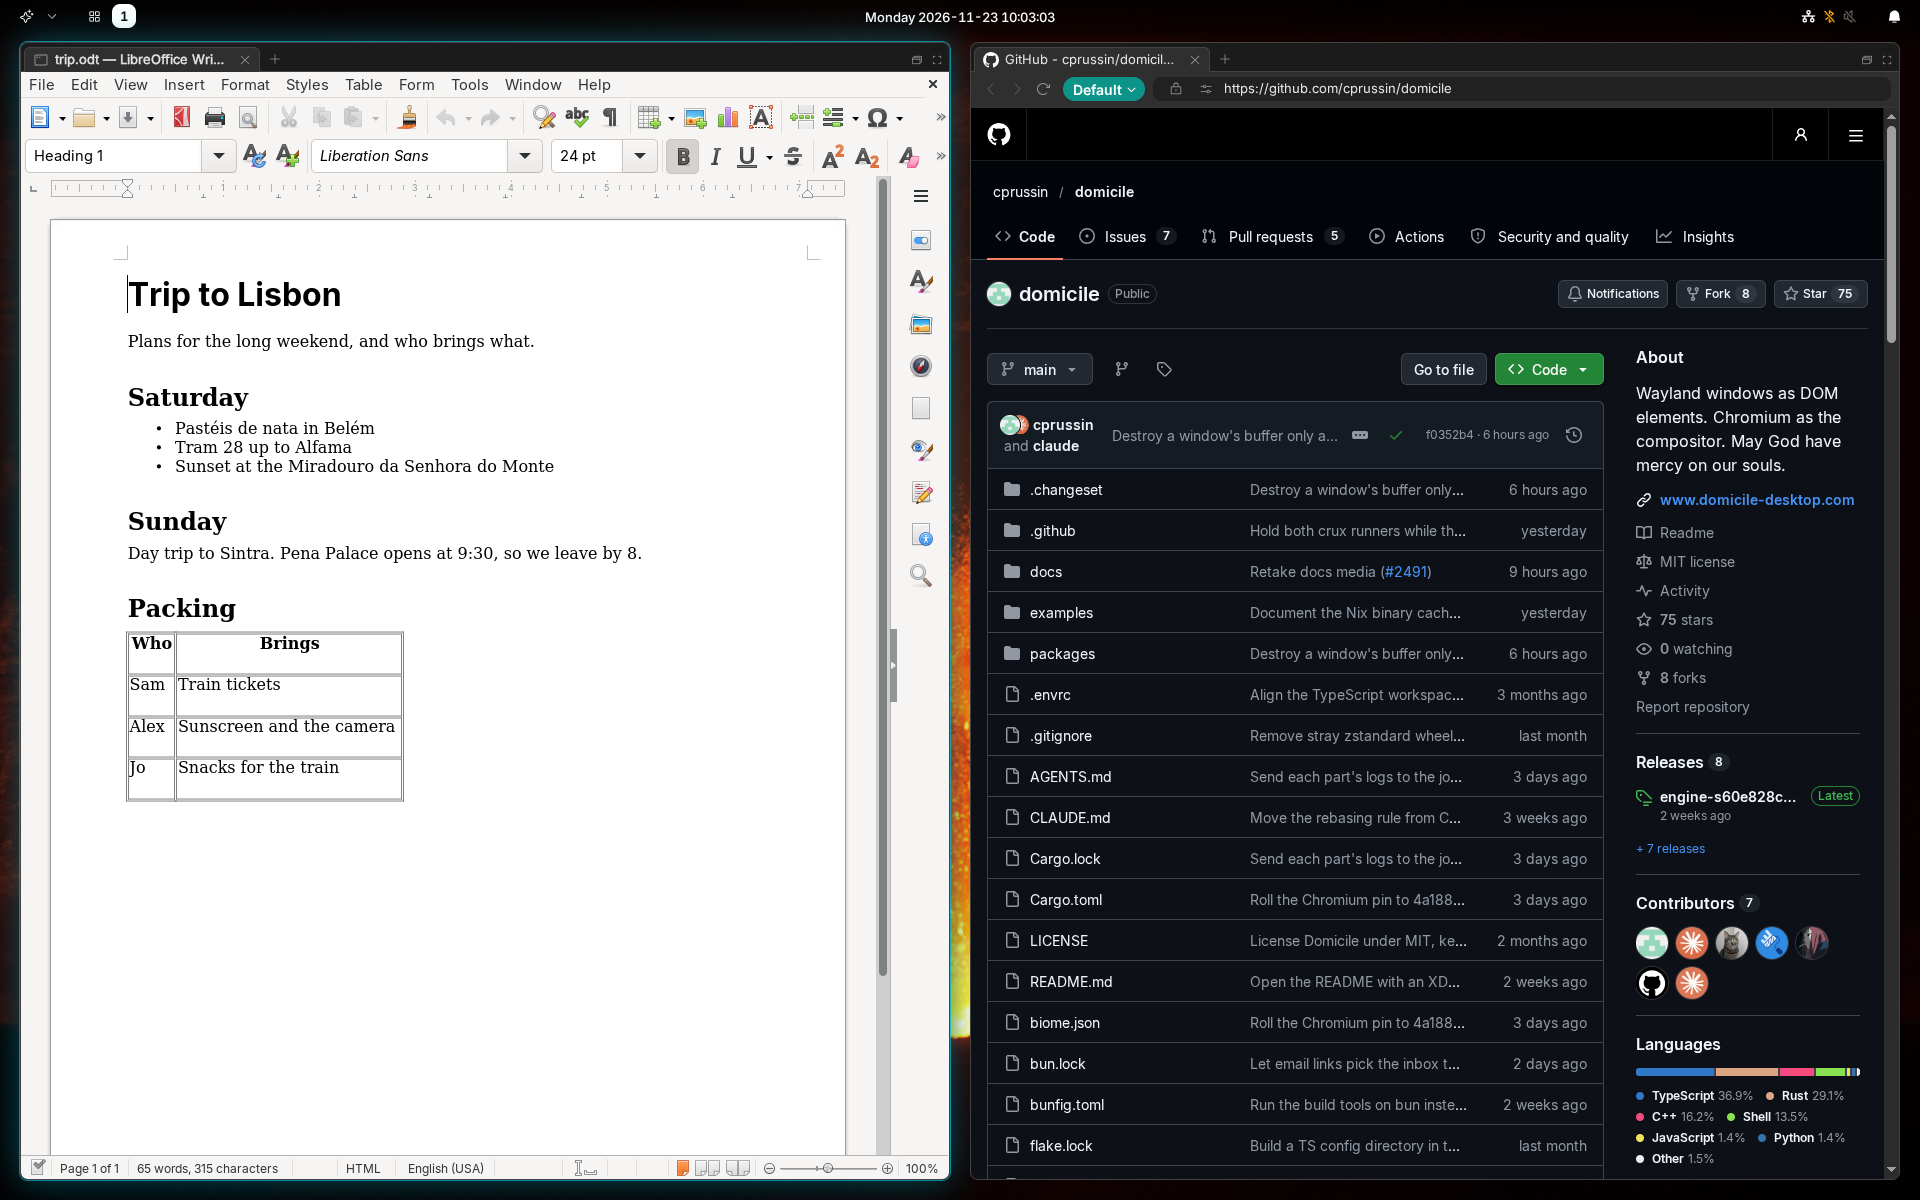 1
Monday 2026-11-23 10:03:03
trip.odt — LibreOffice Wri...
File Edit View Insert Format Styles Table Form Tools Window Help
Heading 1
Liberation Sans
24 pt
1 2 3 4 5 6 7
Trip to Lisbon
Plans for the long weekend, and who brings what.
Saturday
• Pastéis de nata in Belém
• Tram 28 up to Alfama
• Sunset at the Miradouro da Senhora do Monte
Sunday
Day trip to Sintra. Pena Palace opens at 9:30, so we leave by 8.
Packing
Who Brings
Sam Train tickets
Alex Sunscreen and the camera
Jo Snacks for the train
Page 1 of 1
65 words, 315 characters
HTML
English (USA)
100%
GitHub - cprussin/domicil...
Default
https://github.com/cprussin/domicile
cprussin / domicile
Code
Issues 7
Pull requests 5
Actions
Security and quality
Insights
domicile Public
Notifications
Fork 8
Star 75
main
Go to file
Code
cprussin and claude
Destroy a window's buffer only a...
f0352b4 · 6 hours ago
.changeset Destroy a window's buffer only... 6 hours ago
.github Hold both crux runners while th... yesterday
docs Retake docs media (#2491) 9 hours ago
examples Document the Nix binary cach... yesterday
packages Destroy a window's buffer only... 6 hours ago
.envrc Align the TypeScript workspac... 3 months ago
.gitignore Remove stray zstandard wheel... last month
AGENTS.md Send each part's logs to the jo... 3 days ago
CLAUDE.md Move the rebasing rule from C... 3 weeks ago
Cargo.lock Send each part's logs to the jo... 3 days ago
Cargo.toml Roll the Chromium pin to 4a188... 3 days ago
LICENSE License Domicile under MIT, ke... 2 months ago
README.md Open the README with an XD... 2 weeks ago
biome.json Roll the Chromium pin to 4a188... 3 days ago
bun.lock Let email links pick the inbox t... 2 days ago
bunfig.toml Run the build tools on bun inste... 2 weeks ago
flake.lock Build a TS config directory in t... last month
About
Wayland windows as DOM
elements. Chromium as the
compositor. May God have
mercy on our souls.
www.domicile-desktop.com
Readme
MIT license
Activity
75 stars
0 watching
8 forks
Report repository
Releases 8
engine-s60e828c... Latest
2 weeks ago
+ 7 releases
Contributors 7
Languages
TypeScript 36.9% Rust 29.1%
C++ 16.2% Shell 13.5%
JavaScript 1.4% Python 1.4%
Other 1.5%